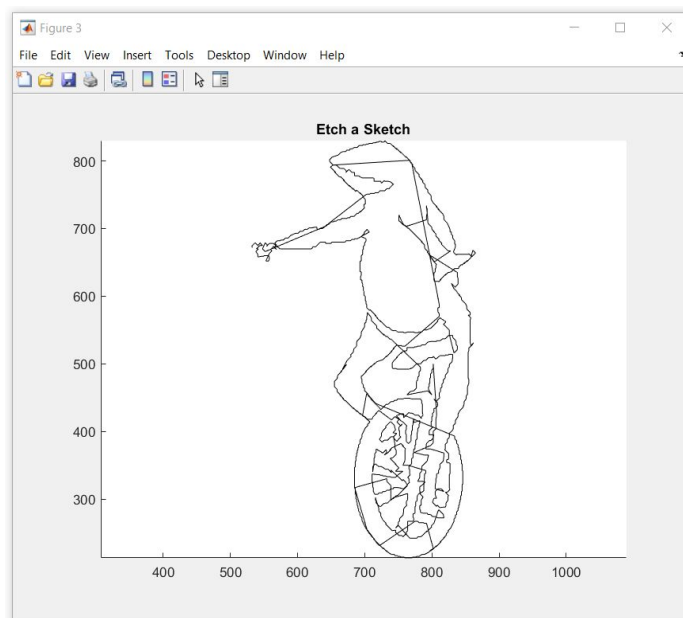 Figure 3
File Edit View Insert Tools Desktop Window Help
Etch a Sketch
800
700
600
500
400
300
400 500 600 700 800 900 1000